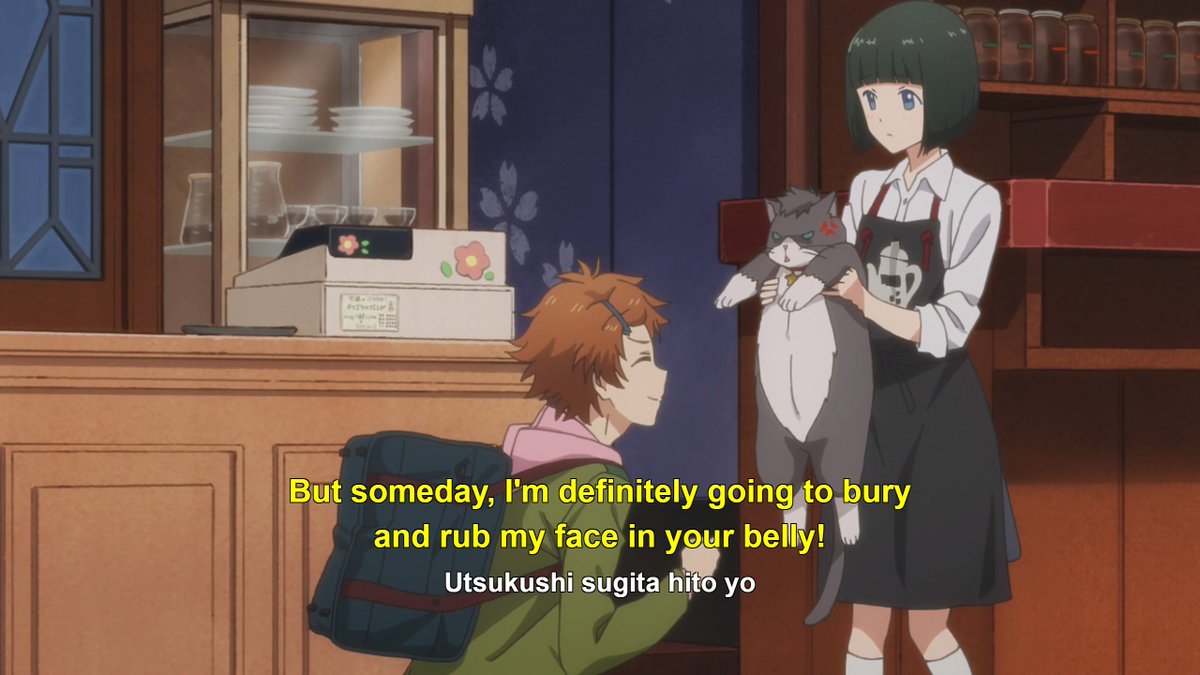 But someday, I'm definitely going to bury
and rub my face in your belly!
Utsukushi sugita hito yo